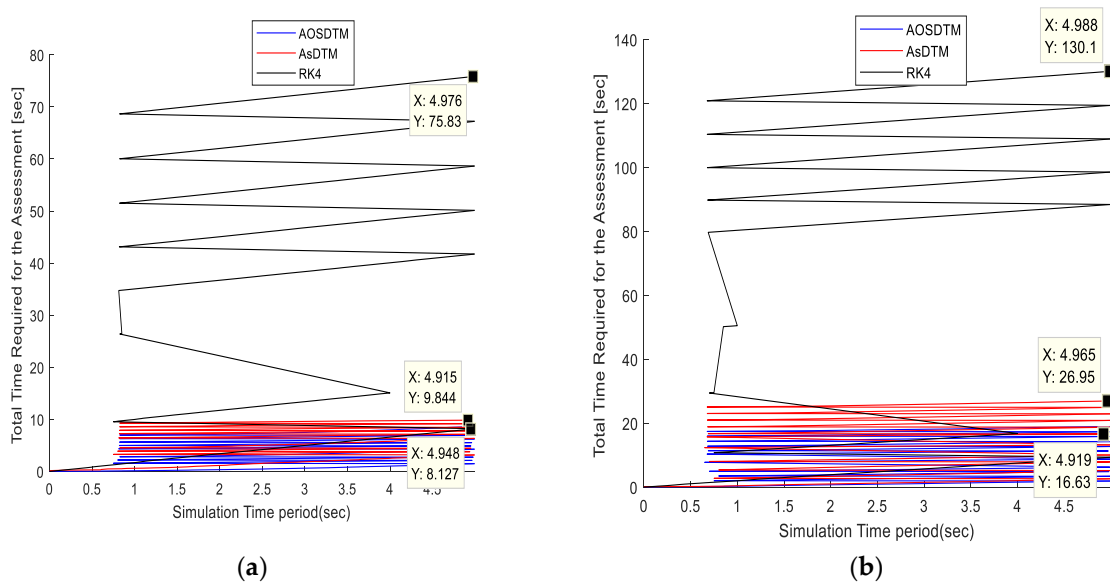 AOSDTM
AsDTM
RK4
Total Time Required for the Assessment [sec]
80
70
60
50
40
30
20
10
0
X: 4.976
Y: 75.83
X: 4.915
Y: 9.844
X: 4.948
Y: 8.127
0 0.5 1 1.5 2 2.5 3 3.5 4 4.5
Simulation Time period(sec)
(a)
AOSDTM
AsDTM
RK4
Total Time Required for the Assessment [sec]
140
120
100
80
60
40
20
0
X: 4.988
Y: 130.1
X: 4.965
Y: 26.95
X: 4.919
Y: 16.63
0 0.5 1 1.5 2 2.5 3 3.5 4 4.5
Simulation Time period(sec)
(b)